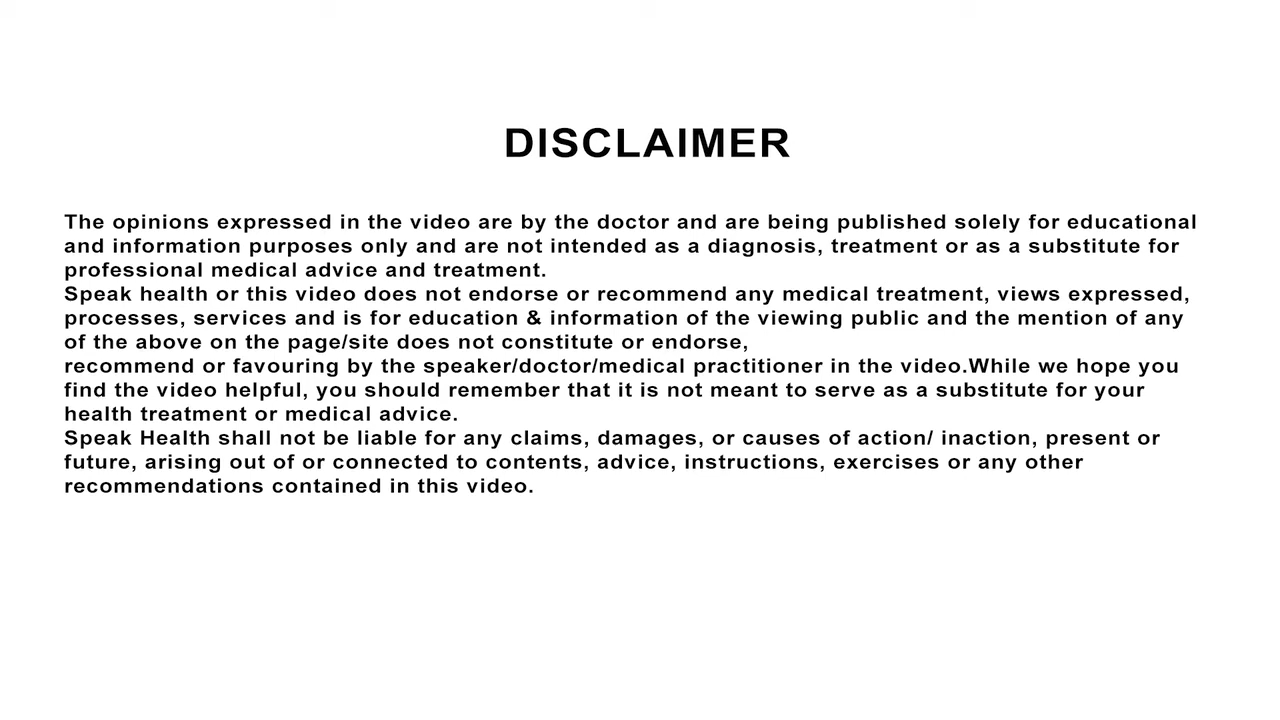 DISCLAIMER
The opinions expressed in the video are by the doctor and are being published solely for educational
and information purposes only and are not intended as a diagnosis, treatment or as a substitute for
professional medical advice and treatment.
Speak health or this video does not endorse or recommend any medical treatment, views expressed,
processes, services and is for education & information of the viewing public and the mention of any
of the above on the page/site does not constitute or endorse,
recommend or favouring by the speaker/doctor/medical practitioner in the video.While we hope you
find the video helpful, you should remember that it is not meant to serve as a substitute for your
health treatment or medical advice.
Speak Health shall not be liable for any claims, damages, or causes of action/ inaction, present or
future, arising out of or connected to contents, advice, instructions, exercises or any other
recommendations contained in this video.